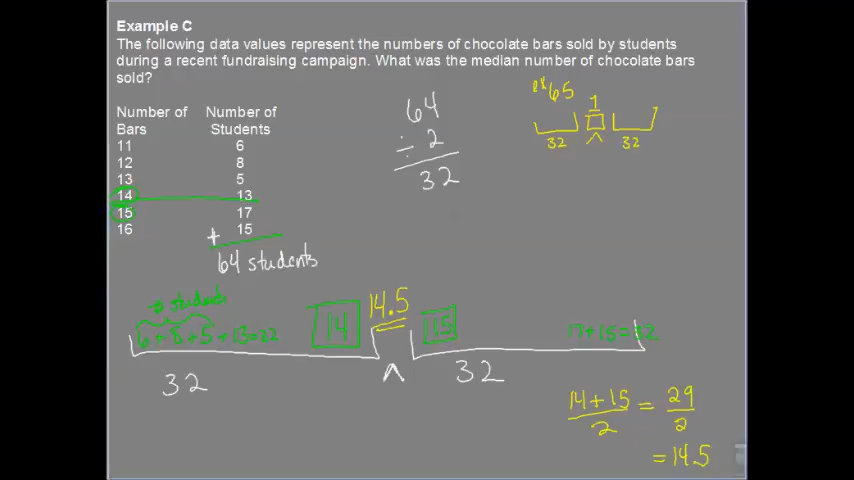 Example C
The following data values represent the numbers of chocolate bars sold by students
during a recent fundraising campaign. What was the median number of chocolate bars
sold?
Number of Number of
Bars Students
11 6
12 8
13 5
14 13
15 17
16 + 15
64 students
64
÷ 2
32
65
1
32 ^ 32
students
6 + 8 + 5 + 13 = 32
14 14.5 15
17 + 15 = 32
32 ^ 32
14 + 15 = 29
2 2
= 14.5